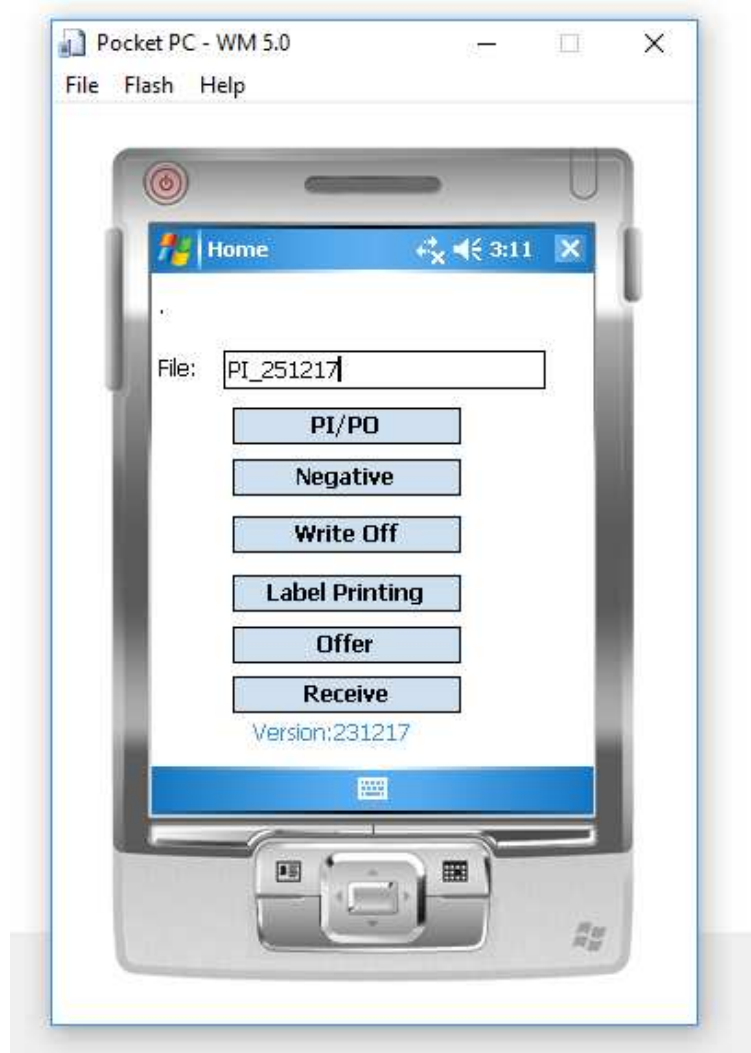 Pocket PC - WM 5.0
File Flash Help
Home 3:11
.
File: PI_251217
PI/PO
Negative
Write Off
Label Printing
Offer
Receive
Version:231217